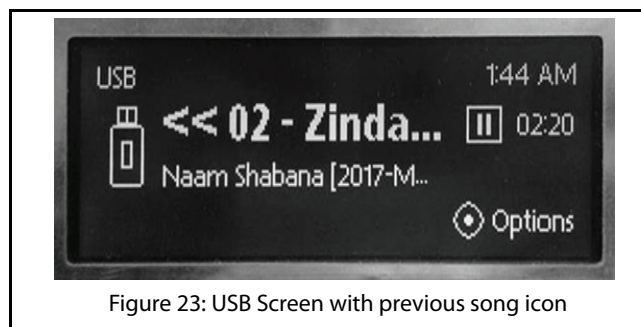 USB 1:44 AM
<< 02 - Zinda... 02:20
Naam Shabana [2017-M...
Options
Figure 23: USB Screen with previous song icon